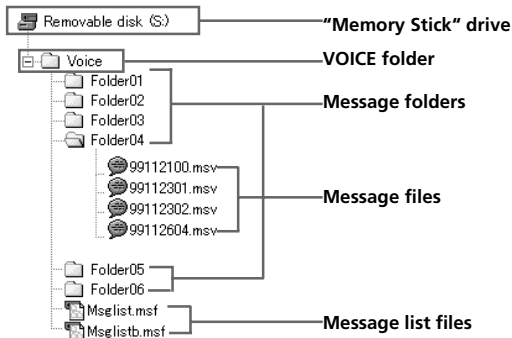 Removable disk (S:)
“Memory Stick“ drive
Voice
VOICE folder
Folder01
Folder02
Folder03
Folder04
Message folders
99112100.msv
99112301.msv
99112302.msv
99112604.msv
Message files
Folder05
Folder06
Msglist.msf
Msglistb.msf
Message list files